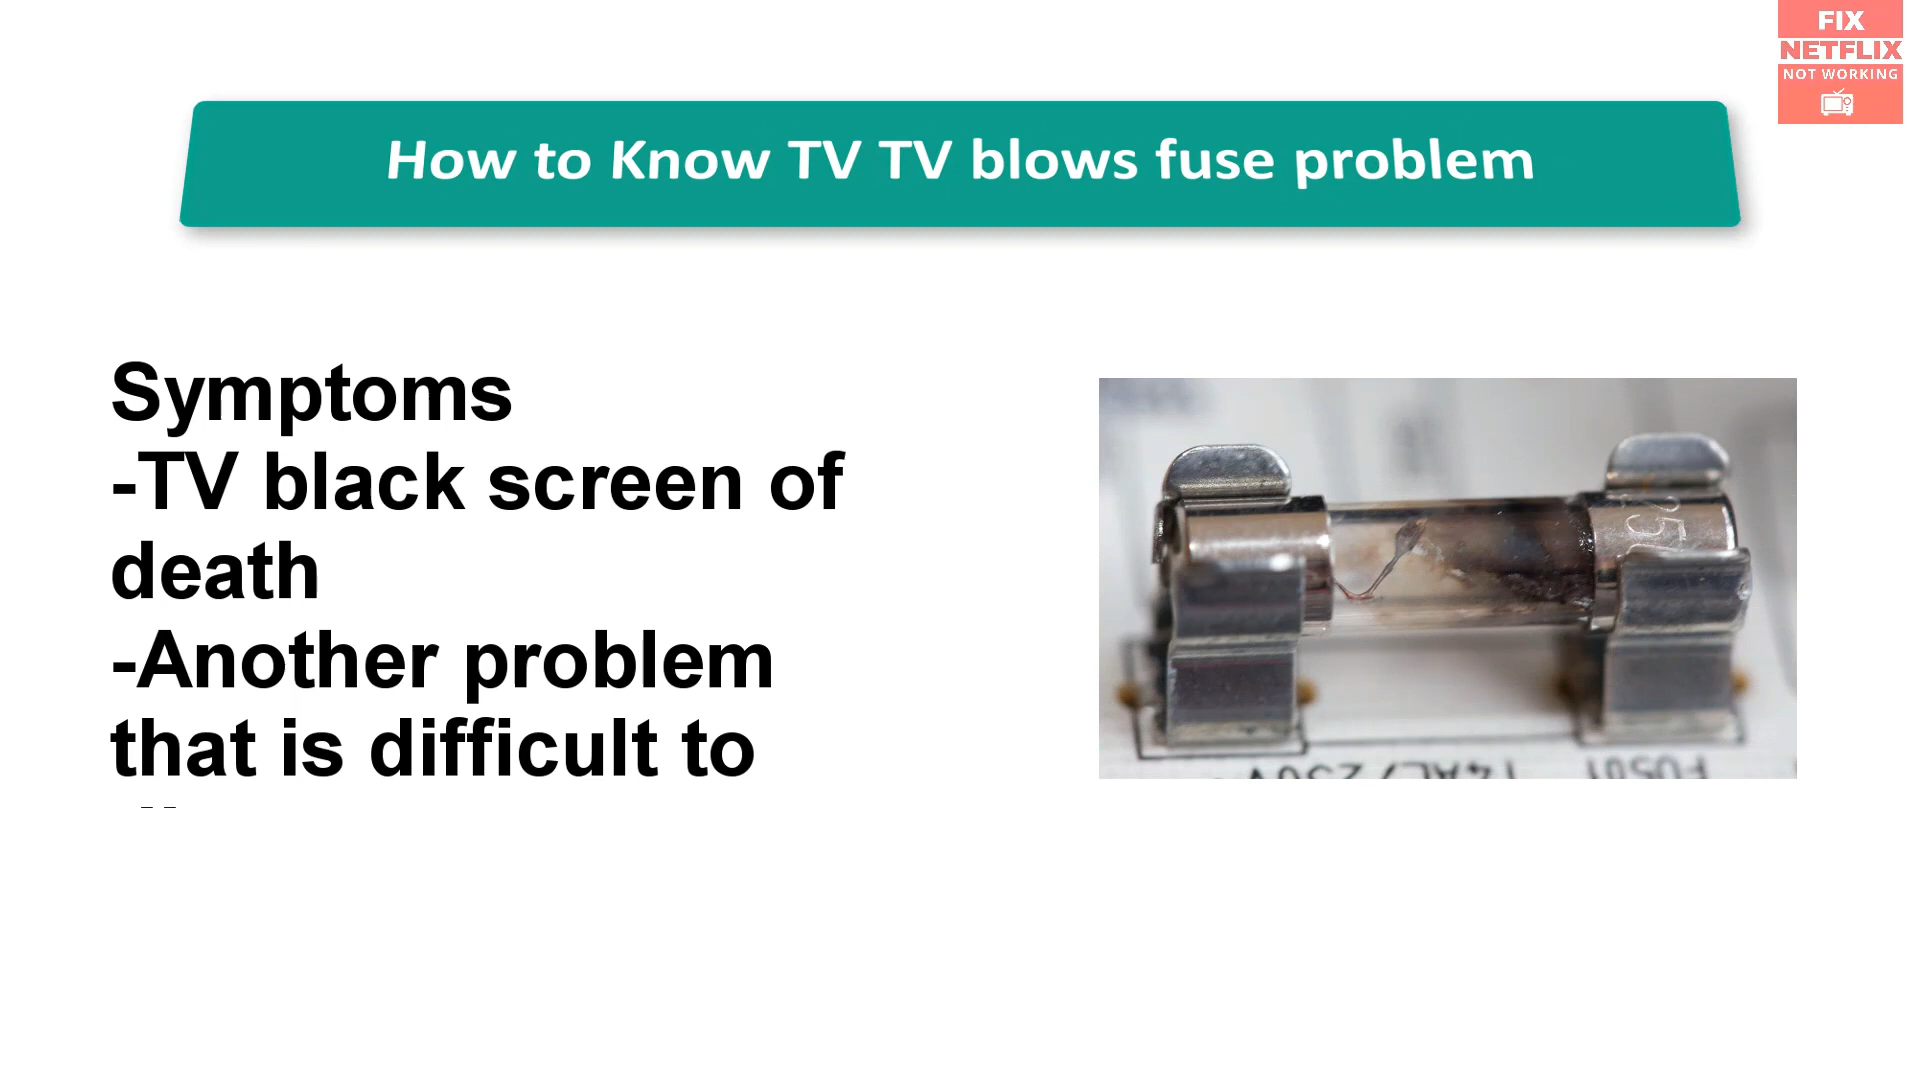 FIX
NETFLIX
NOT WORKING
How to Know TV TV blows fuse problem
Symptoms
-TV black screen of
death
-Another problem
that is difficult to